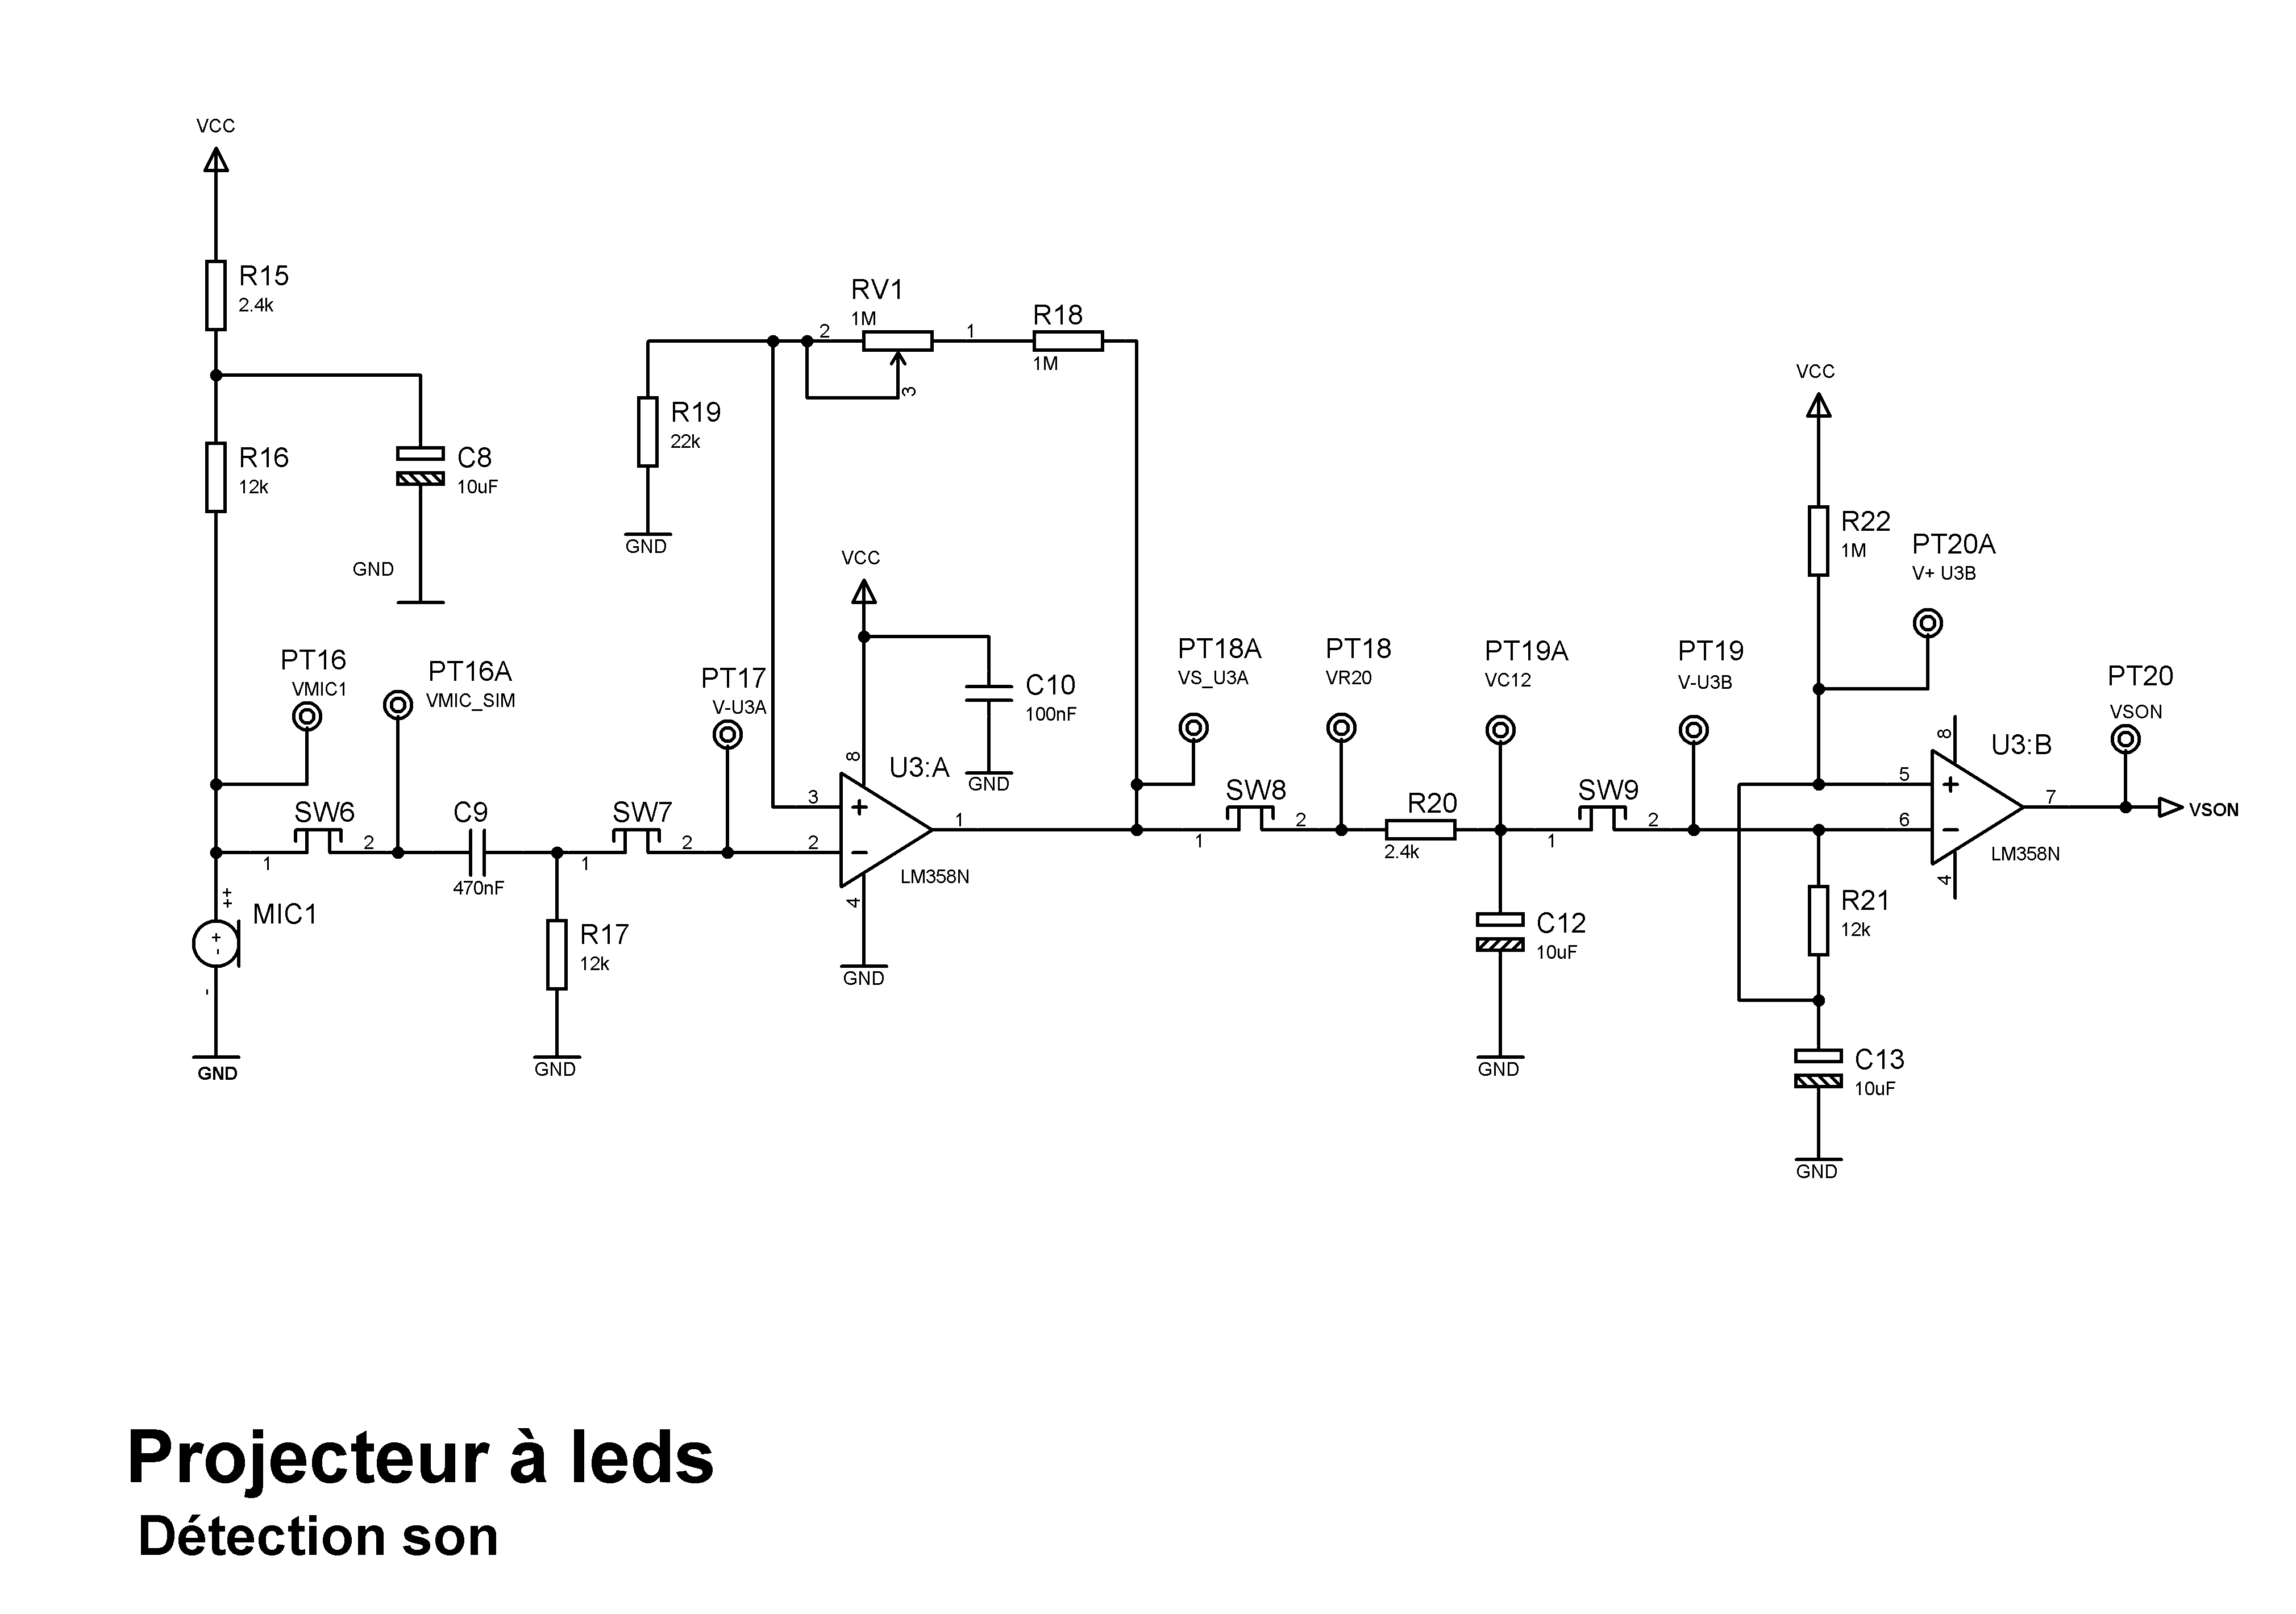 VCC
R15
2.4k
R16
12k
C8
10uF
GND
PT16
VMIC1
PT16A
VMIC_SIM
SW6
1
2
C9
470nF
++
MIC1
+
-
-
GND
SW7
1
2
R17
12k
GND
PT17
V-U3A
RV1
1M
2
1
3
R18
1M
R19
22k
GND
VCC
C10
100nF
GND
8
U3:A
3
+
2
-
1
4
LM358N
GND
PT18A
VS_U3A
SW8
1
2
PT18
VR20
R20
2.4k
PT19A
VC12
C12
10uF
GND
SW9
1
2
PT19
V-U3B
VCC
R22
1M
PT20A
V+ U3B
8
U3:B
5
+
6
-
7
4
LM358N
R21
12k
C13
10uF
GND
PT20
VSON
VSON
Projecteur à leds
Détection son